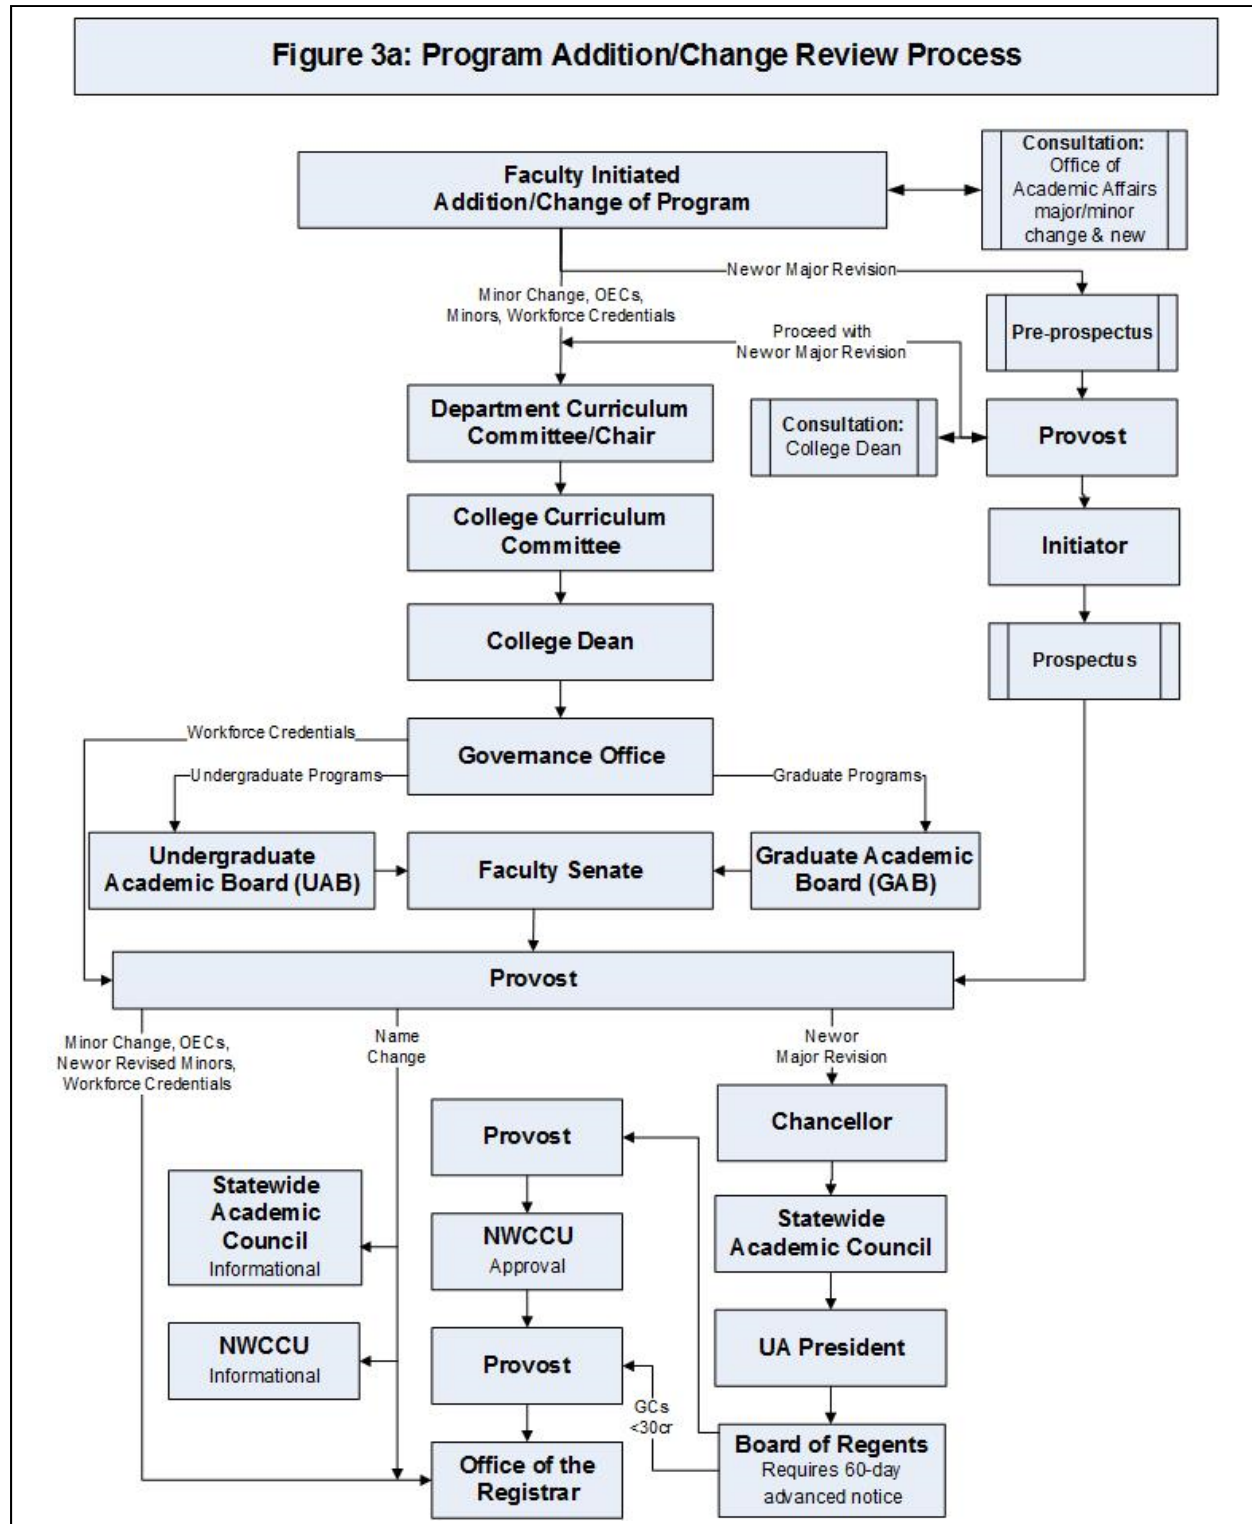 Figure 3a: Program Addition/Change Review Process
Consultation:
Office of
Academic Affairs
major/minor
change & new
Faculty Initiated
Addition/Change of Program
Newor Major Revision
Minor Change, OECs,
Minors, Workforce Credentials
Pre-prospectus
Proceed with
Newor Major Revision
Department Curriculum
Committee/Chair
Consultation:
College Dean
Provost
College Curriculum
Committee
Initiator
College Dean
Prospectus
Workforce Credentials
Governance Office
Undergraduate Programs
Graduate Programs
Undergraduate
Academic Board (UAB)
Faculty Senate
Graduate Academic
Board (GAB)
Provost
Minor Change, OECs,
Newor Revised Minors,
Workforce Credentials
Name
Change
Newor
Major Revision
Chancellor
Provost
Statewide
Academic
Council
Informational
NWCCU
Approval
Statewide
Academic Council
NWCCU
Informational
Provost
UA President
GCs
<30cr
Office of the
Registrar
Board of Regents
Requires 60-day
advanced notice